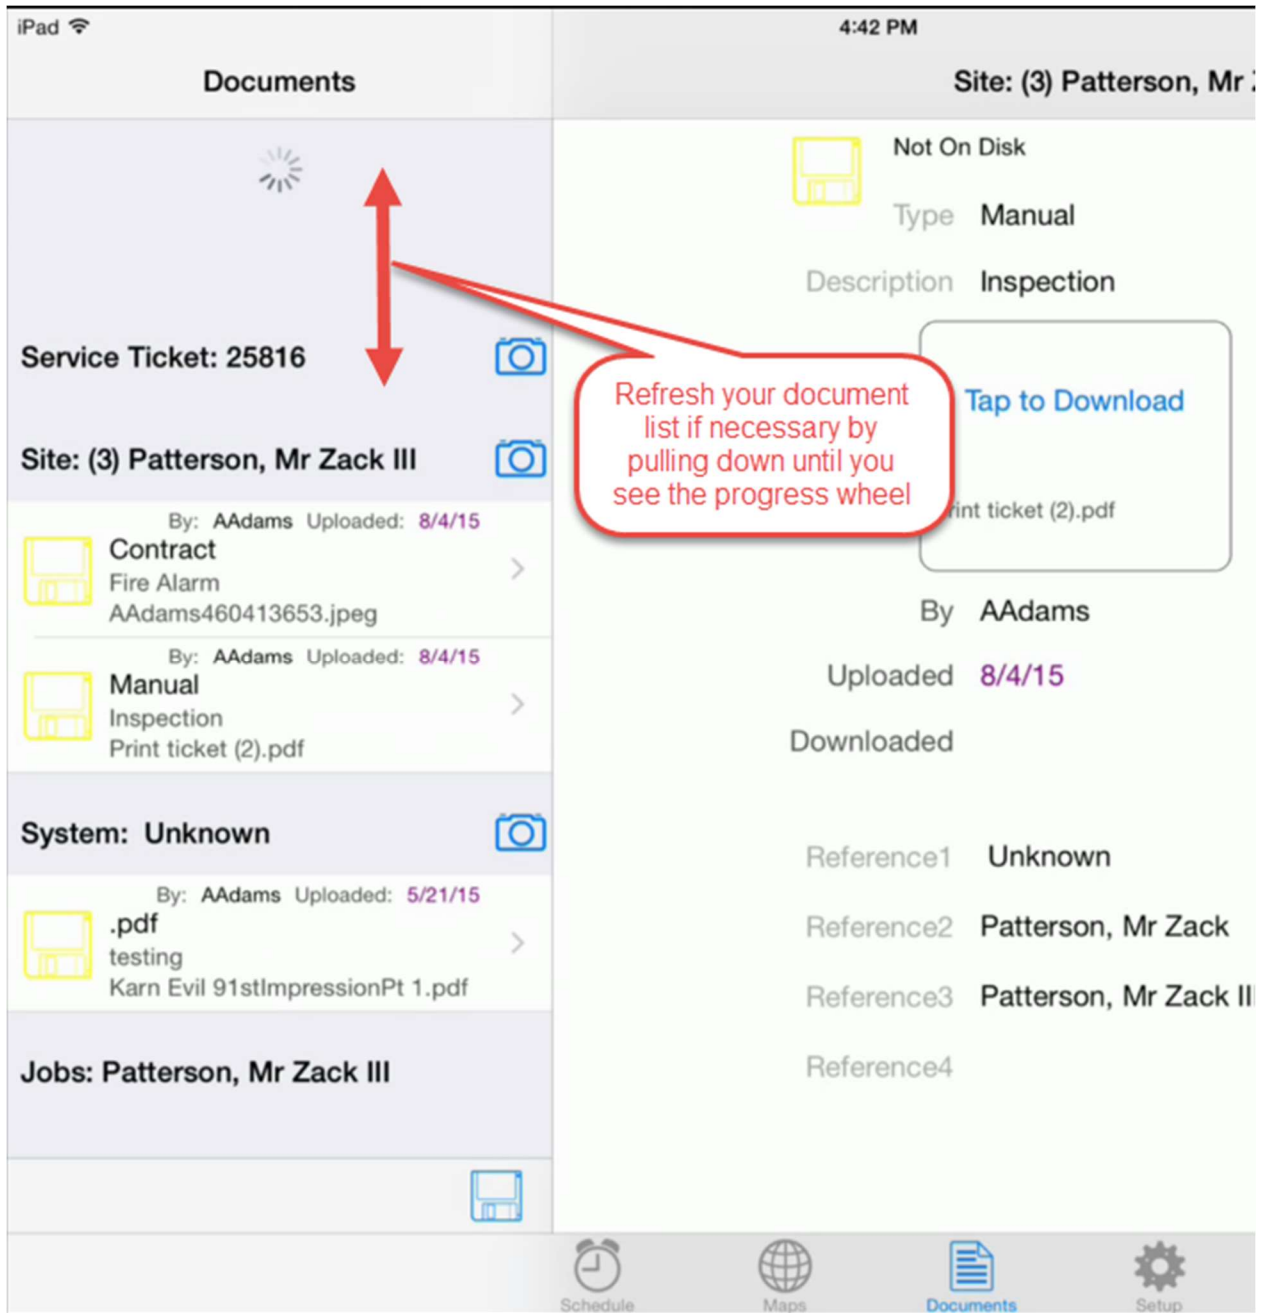 iPad
4:42 PM
Documents
Site: (3) Patterson, Mr
Service Ticket: 25816
Site: (3) Patterson, Mr Zack III
By: AAdams Uploaded: 8/4/15
Contract
Fire Alarm
AAdams460413653.jpeg
By: AAdams Uploaded: 8/4/15
Manual
Inspection
Print ticket (2).pdf
System: Unknown
By: AAdams Uploaded: 5/21/15
.pdf
testing
Karn Evil 91stImpressionPt 1.pdf
Jobs: Patterson, Mr Zack III
Not On Disk
Type Manual
Description Inspection
Refresh your document
list if necessary by
pulling down until you
see the progress wheel
Tap to Download
int ticket (2).pdf
By AAdams
Uploaded 8/4/15
Downloaded
Reference1 Unknown
Reference2 Patterson, Mr Zack
Reference3 Patterson, Mr Zack II
Reference4
Schedule
Maps
Documents
Setup